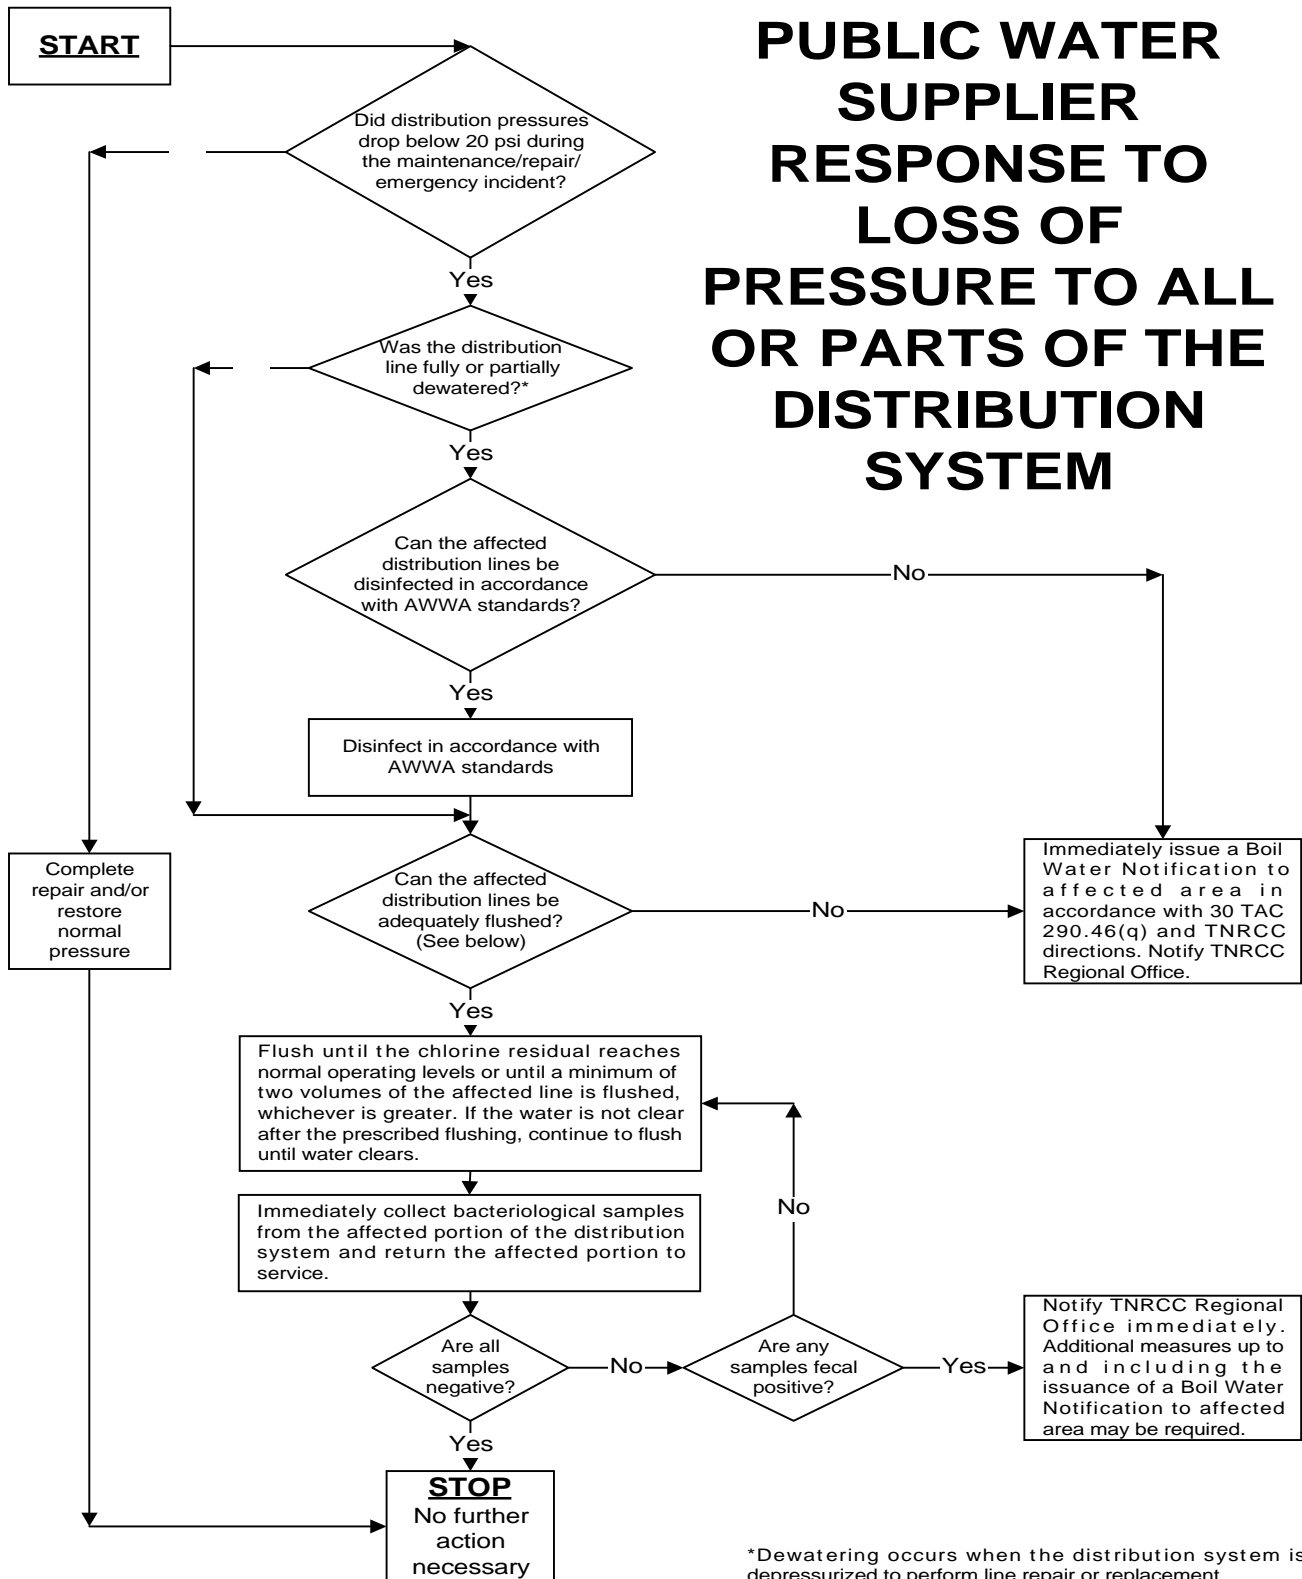 START
PUBLIC WATER
SUPPLIER
RESPONSE TO
LOSS OF
PRESSURE TO ALL
OR PARTS OF THE
DISTRIBUTION
SYSTEM
Did distribution pressures
drop below 20 psi during
the maintenance/repair/
emergency incident?
Yes
Was the distribution
line fully or partially
dewatered?*
Yes
Can the affected
distribution lines be
disinfected in accordance
with AWWA standards?
No
Yes
Disinfect in accordance with
AWWA standards
Complete
repair and/or
restore
normal
pressure
Can the affected
distribution lines be
adequately flushed?
(See below)
No
Immediately issue a Boil
Water Notification to
affected area in
accordance with 30 TAC
290.46(q) and TNRCC
directions. Notify TNRCC
Regional Office.
Yes
Flush until the chlorine residual reaches
normal operating levels or until a minimum of
two volumes of the affected line is flushed,
whichever is greater. If the water is not clear
after the prescribed flushing, continue to flush
until water clears.
Immediately collect bacteriological samples
from the affected portion of the distribution
system and return the affected portion to
service.
No
Are all
samples
negative?
No
Are any
samples fecal
positive?
Yes
Notify TNRCC Regional
Office immediately.
Additional measures up to
and including the
issuance of a Boil Water
Notification to affected
area may be required.
Yes
STOP
No further
action
necessary
*Dewatering occurs when the distribution system is
depressurized to perform line repair or replacement